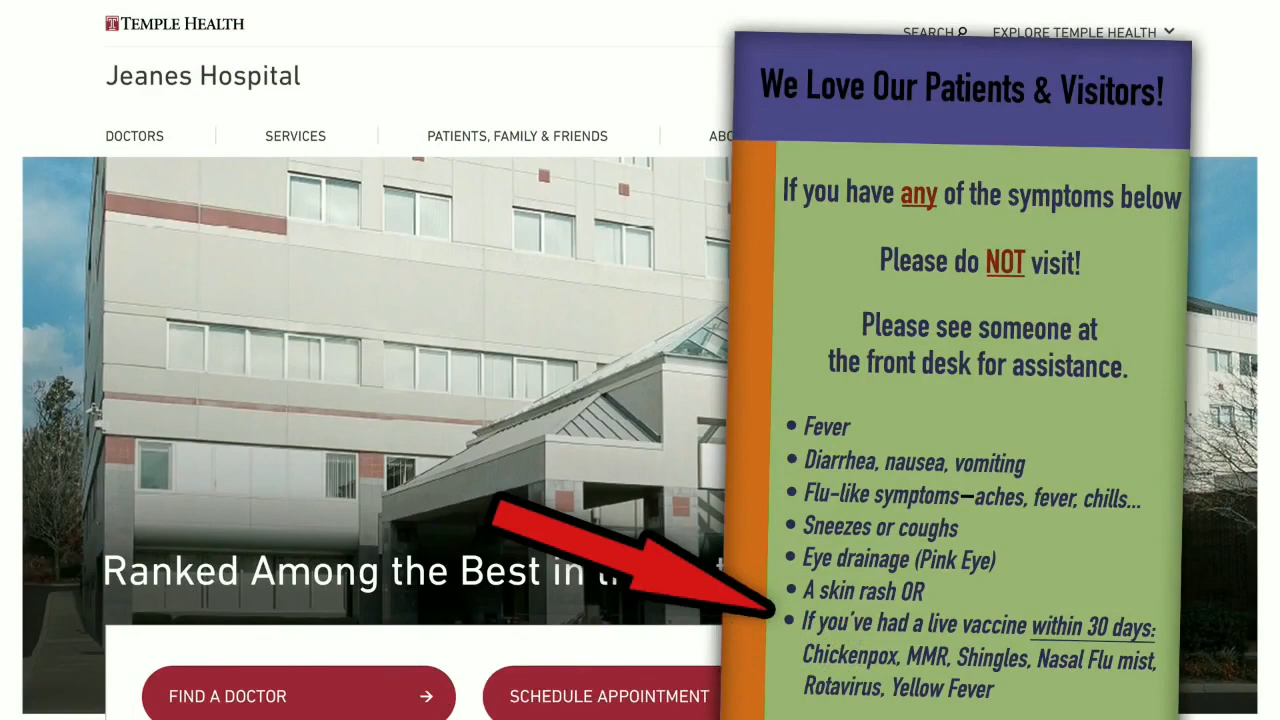 TEMPLE HEALTH
SEARCH
EXPLORE TEMPLE HEALTH
Jeanes Hospital
DOCTORS
SERVICES
PATIENTS, FAMILY & FRIENDS
Ranked Among the Best in
FIND A DOCTOR
SCHEDULE APPOINTMENT
We Love Our Patients & Visitors!
If you have any of the symptoms below
Please do NOT visit!
Please see someone at
the front desk for assistance.
• Fever
• Diarrhea, nausea, vomiting
• Flu-like symptoms—aches, fever, chills...
• Sneezes or coughs
• Eye drainage (Pink Eye)
• A skin rash OR
• If you've had a live vaccine within 30 days:
Chickenpox, MMR, Shingles, Nasal Flu mist,
Rotavirus, Yellow Fever